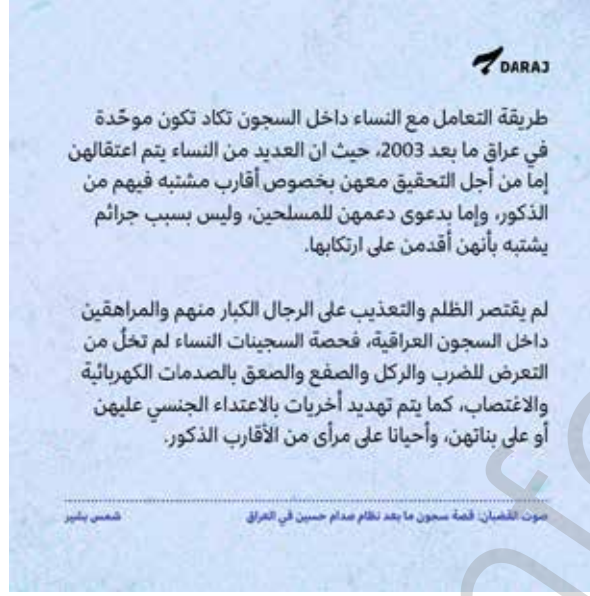 DARAJ
طريقة التعامل مع النساء داخل السجون تكاد تكون موحّدة
في عراق ما بعد 2003، حيث ان العديد من النساء يتم اعتقالهن
إما من أجل التحقيق معهن بخصوص أقارب مشتبه فيهم من
الذكور، وإما بدعوى دعمهن للمسلحين، وليس بسبب جرائم
يشتبه بأنهن أقدمن على ارتكابها.
لم يقتصر الظلم والتعذيب على الرجال الكبار منهم والمراهقين
داخل السجون العراقية، فحصة السجينات النساء لم تخلُ من
التعرض للضرب والركل والصفع والصعق بالصدمات الكهربائية
والاغتصاب، كما يتم تهديد أخريات بالاعتداء الجنسي عليهن
أو على بناتهن، وأحيانا على مرأى من الأقارب الذكور.
صوت القضبان: قصة سجون ما بعد نظام صدام حسين في العراق
شمس بشير